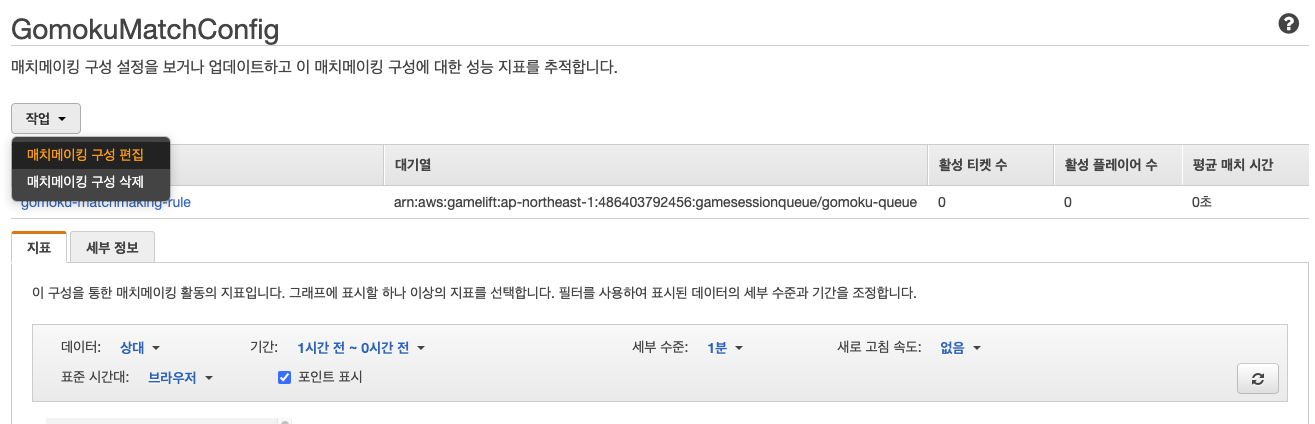 GomokuMatchConfig
매치메이킹 구성 설정을 보거나 업데이트하고 이 매치메이킹 구성에 대한 성능 지표를 추적합니다.
작업
매치메이킹 구성 편집
매치메이킹 구성 삭제
대기열 활성 티켓 수 활성 플레이어 수 평균 매치 시간
gomoku-matchmaking-rule arn:aws:gamelift:ap-northeast-1:486403792456:gamesessionqueue/gomoku-queue 0 0 0초
지표 세부 정보
이 구성을 통한 매치메이킹 활동의 지표입니다. 그래프에 표시할 하나 이상의 지표를 선택합니다. 필터를 사용하여 표시된 데이터의 세부 수준과 기간을 조정합니다.
데이터: 상대 기간: 1시간 전 ~ 0시간 전 세부 수준: 1분 새로 고침 속도: 없음
표준 시간대: 브라우저 포인트 표시